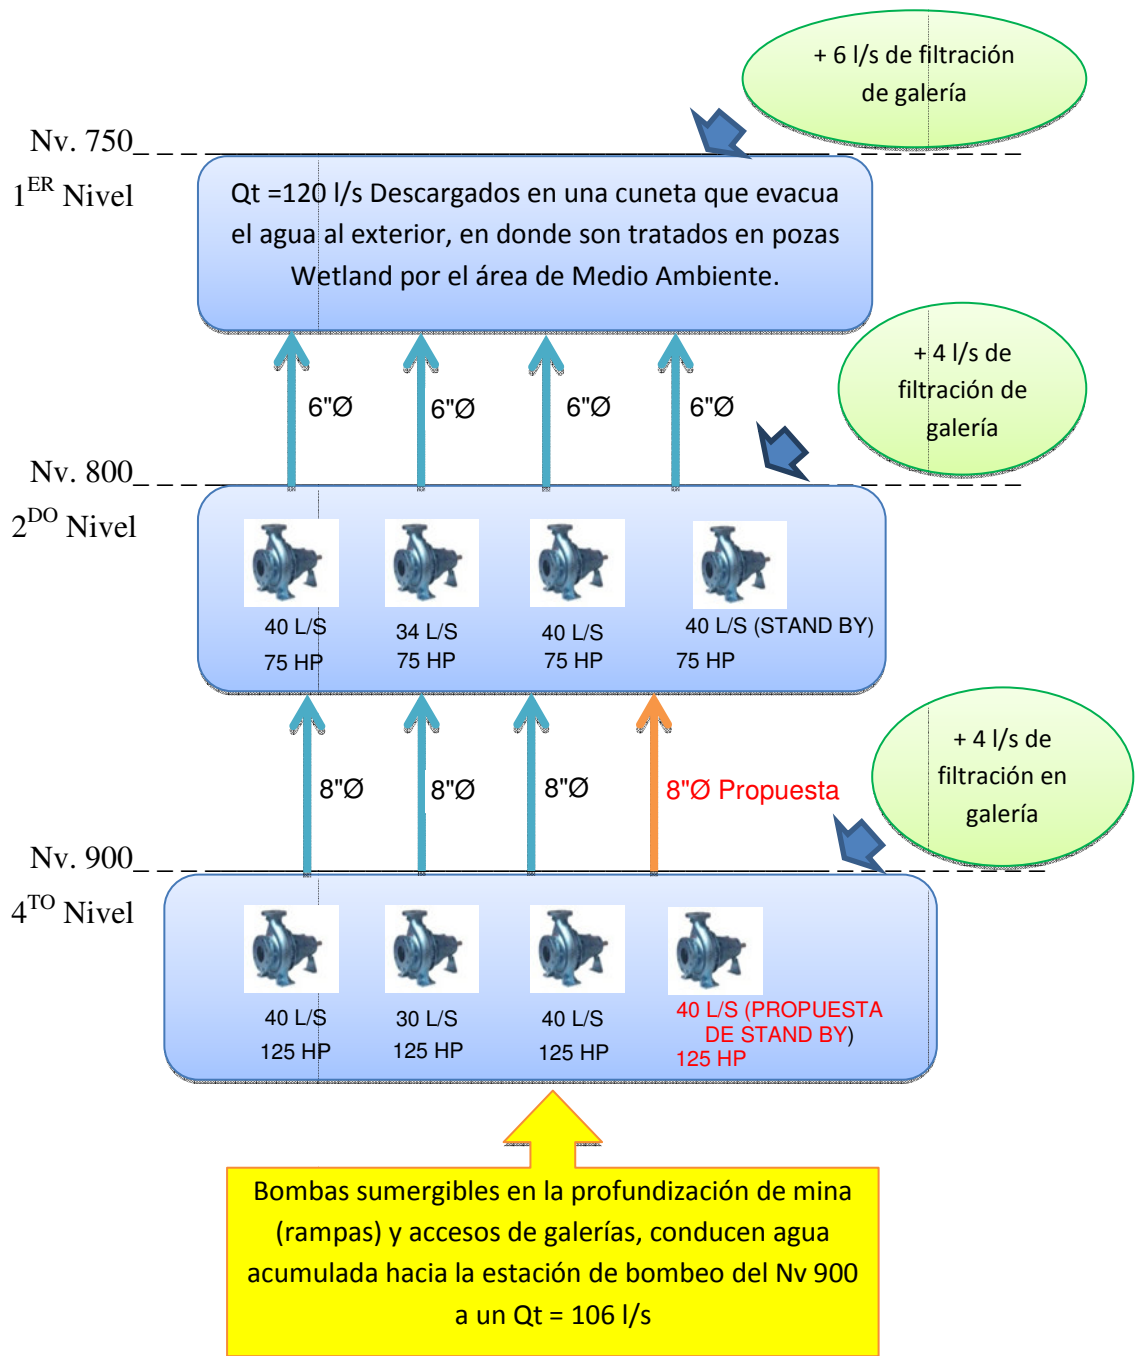 + 6 l/s de filtración
de galería
Nv. 750
1ER Nivel
Qt =120 l/s Descargados en una cuneta que evacua
el agua al exterior, en donde son tratados en pozas
Wetland por el área de Medio Ambiente.
+ 4 l/s de
filtración de
galería
6"Ø
6"Ø
6"Ø
6"Ø
Nv. 800
2DO Nivel
40 L/S
75 HP
34 L/S
75 HP
40 L/S
75 HP
40 L/S (STAND BY)
75 HP
+ 4 l/s de
filtración en
galería
8"Ø
8"Ø
8"Ø
8"Ø Propuesta
Nv. 900
4TO Nivel
40 L/S
125 HP
30 L/S
125 HP
40 L/S
125 HP
40 L/S (PROPUESTA
DE STAND BY)
125 HP
Bombas sumergibles en la profundización de mina
(rampas) y accesos de galerías, conducen agua
acumulada hacia la estación de bombeo del Nv 900
a un Qt = 106 l/s